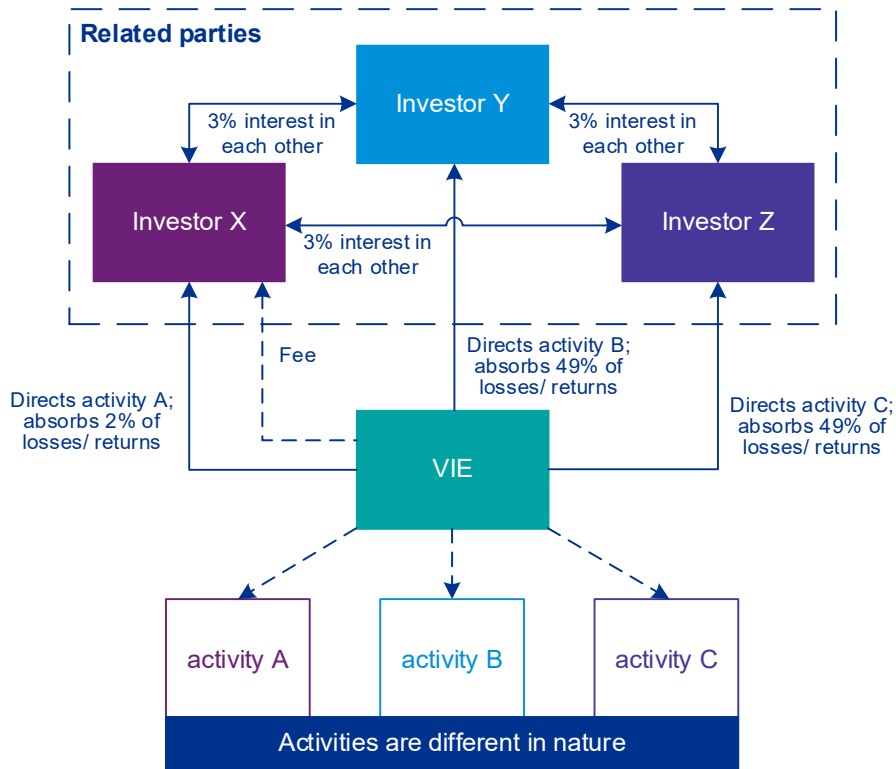 Related parties
Investor Y
3% interest in
each other
3% interest in
each other
Investor X
Investor Z
3% interest in
each other
Fee
Directs activity B;
absorbs 49% of
losses/ returns
Directs activity A;
absorbs 2% of
losses/ returns
Directs activity C;
absorbs 49% of
losses/ returns
VIE
activity A
activity B
activity C
Activities are different in nature